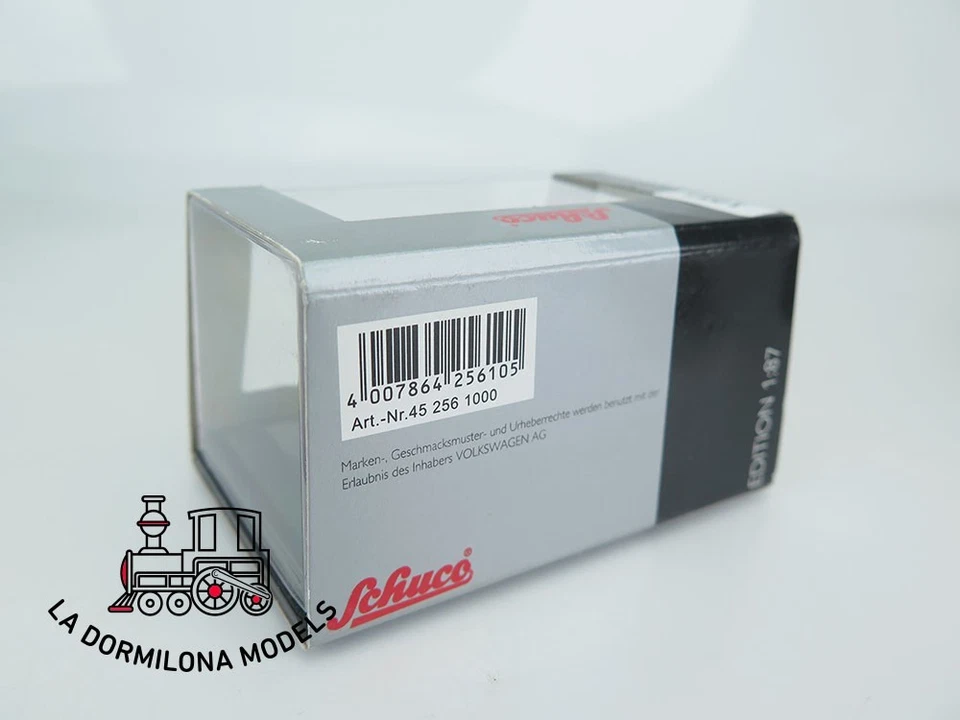 Schuco
4 007864 256105
Art.-Nr.45 256 1000
Marken-, Geschmacksmuster- und Urheberrechte werden benutzt mit der
Erlaubnis des Inhabers VOLKSWAGEN AG
EDITION 1:87
Schuco®
LA DORMILONA MODELS